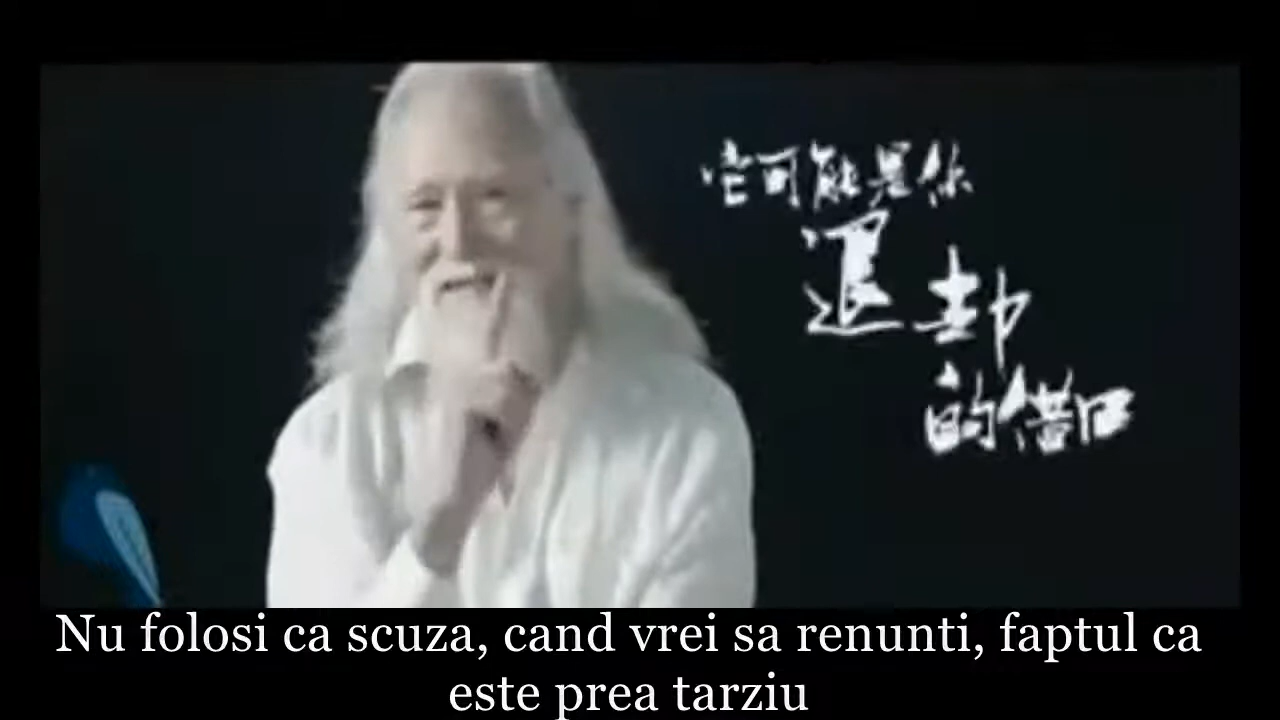 它可能是你
退却
的借口
Nu folosi ca scuza, cand vrei sa renunti, faptul ca
este prea tarziu